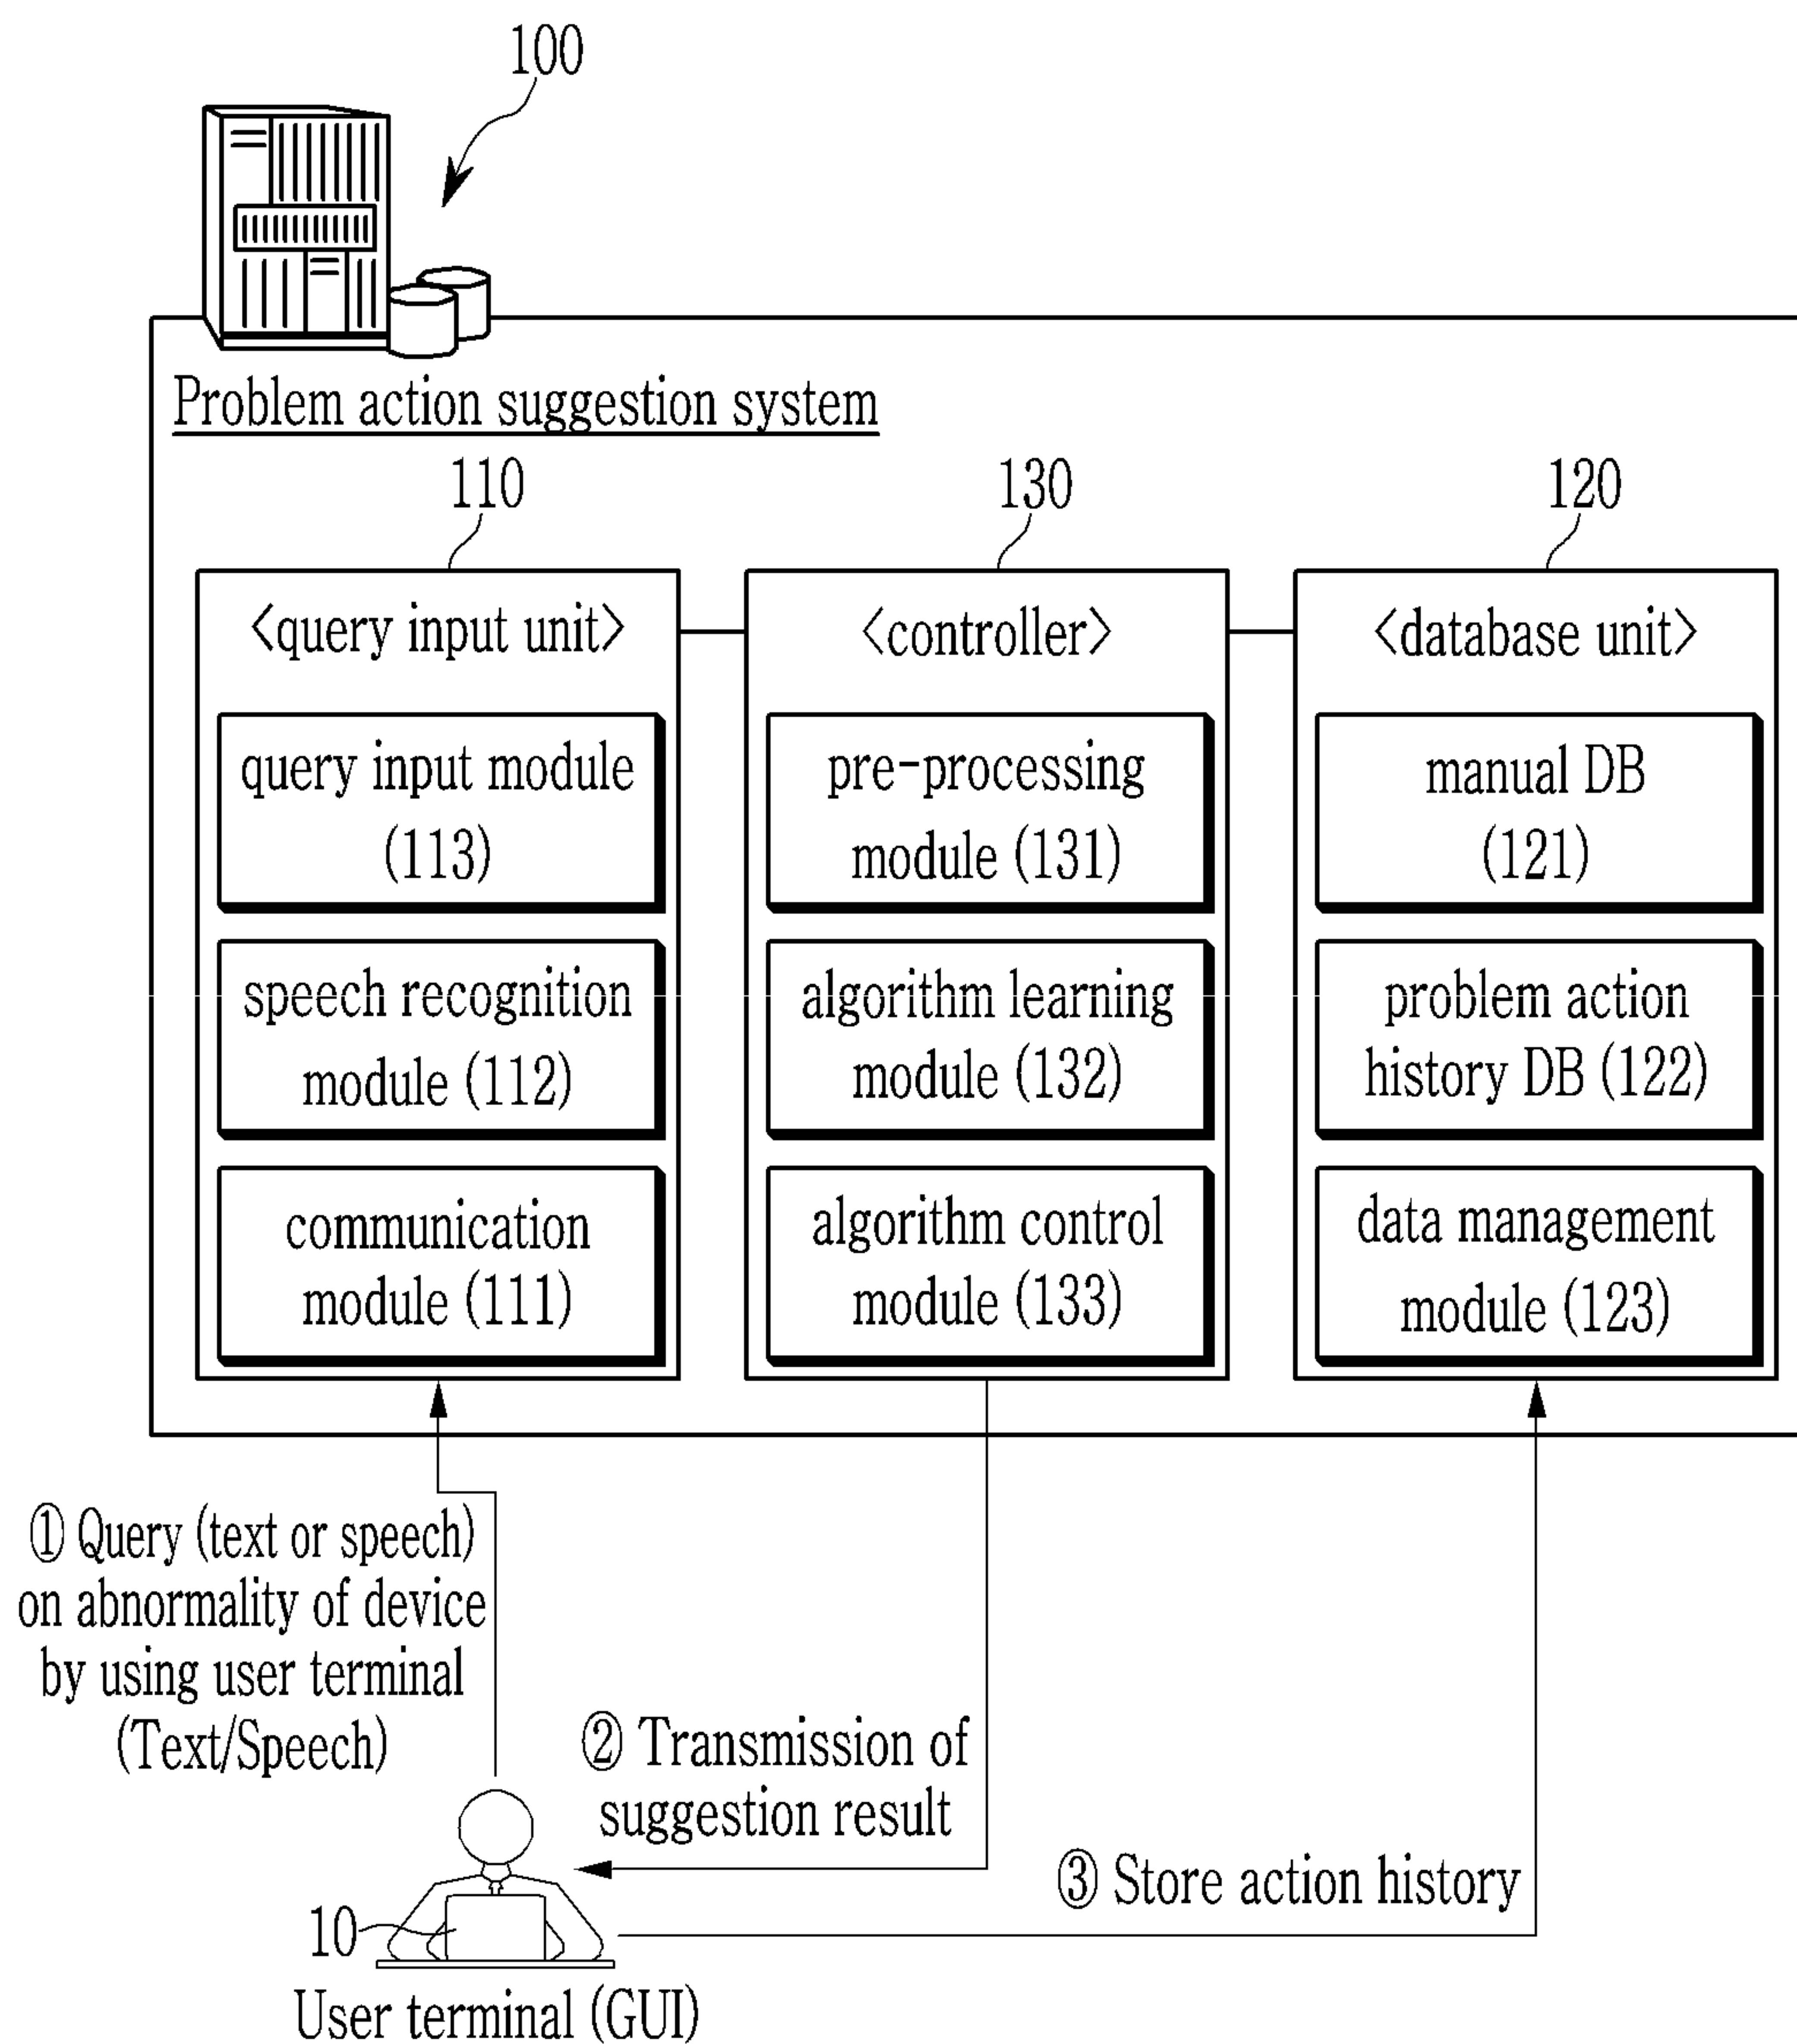 100
Problem action suggestion system
110
130
120
<query input unit>
<controller>
<database unit>
query input module
(113)
pre-processing
module (131)
manual DB
(121)
speech recognition
module (112)
algorithm learning
module (132)
problem action
history DB (122)
communication
module (111)
algorithm control
module (133)
data management
module (123)
① Query (text or speech)
on abnormality of device
by using user terminal
(Text/Speech)
② Transmission of
suggestion result
③ Store action history
10
User terminal (GUI)